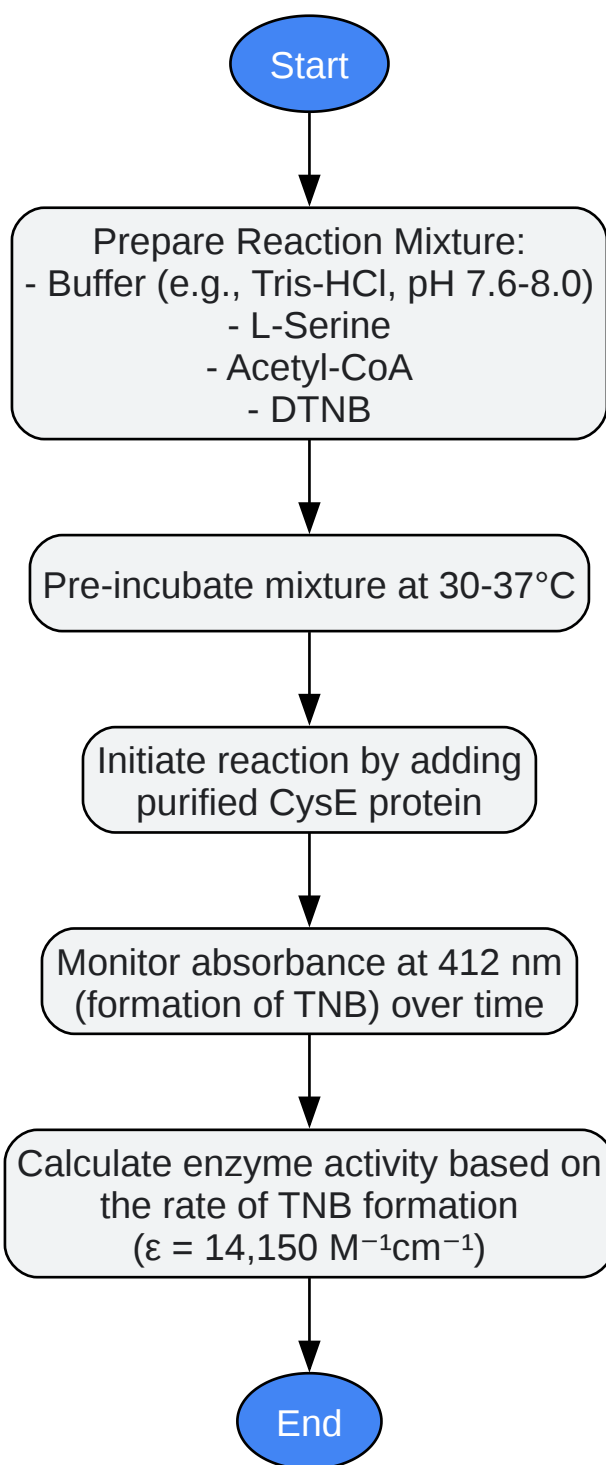 Start
Prepare Reaction Mixture:
- Buffer (e.g., Tris-HCl, pH 7.6-8.0)
- L-Serine
- Acetyl-CoA
- DTNB
Pre-incubate mixture at 30-37°C
Initiate reaction by adding
purified CysE protein
Monitor absorbance at 412 nm
(formation of TNB) over time
Calculate enzyme activity based on
the rate of TNB formation
(ε = 14,150 M⁻¹cm⁻¹)
End